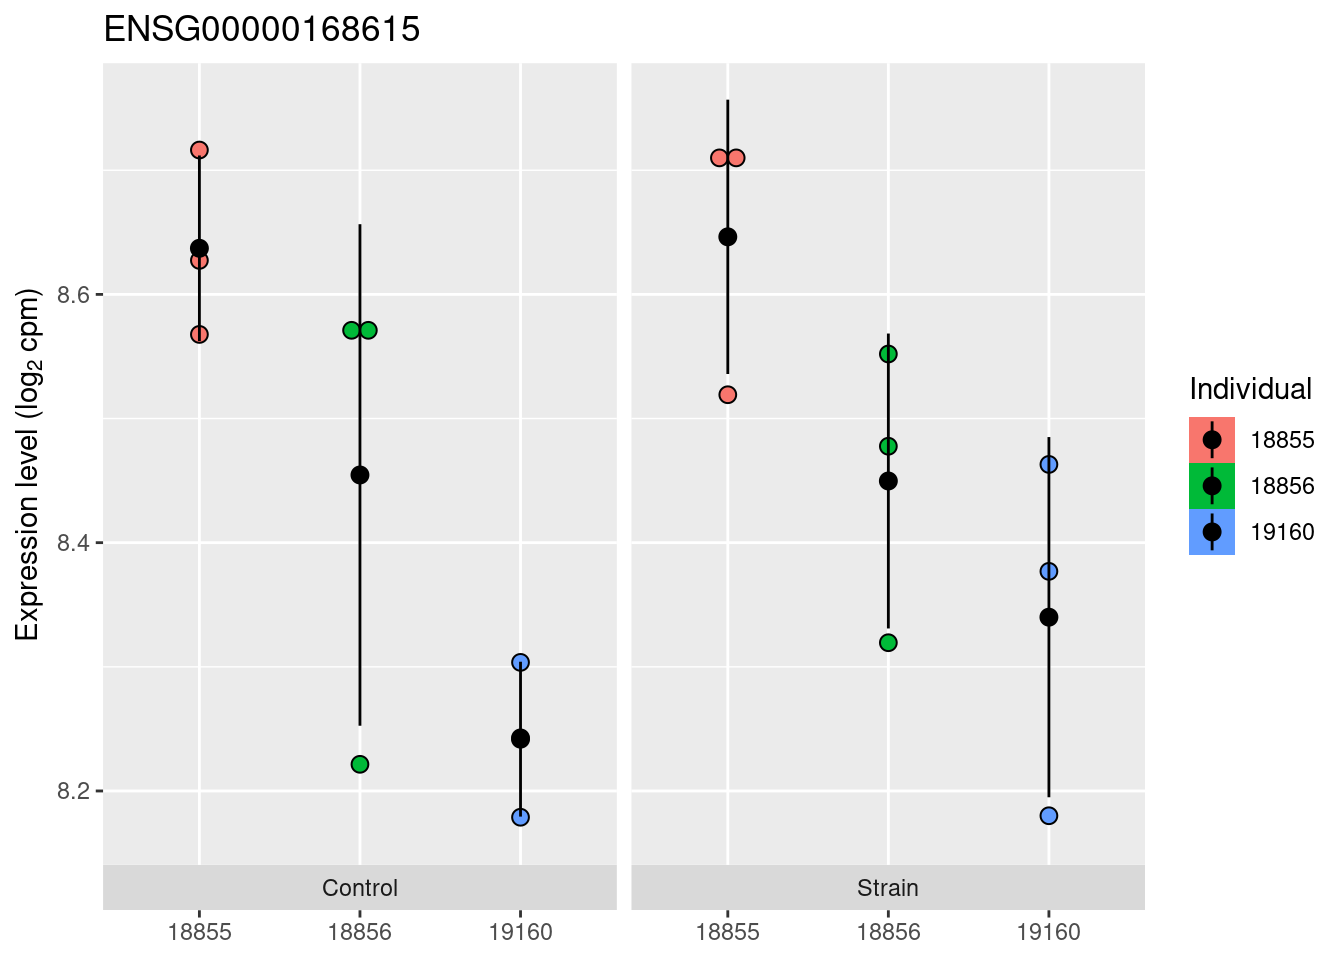 ENSG00000168615
Expression level (log₂ cpm)
8.6
8.4
8.2
Control
Strain
18855
18856
19160
18855
18856
19160
Individual
18855
18856
19160